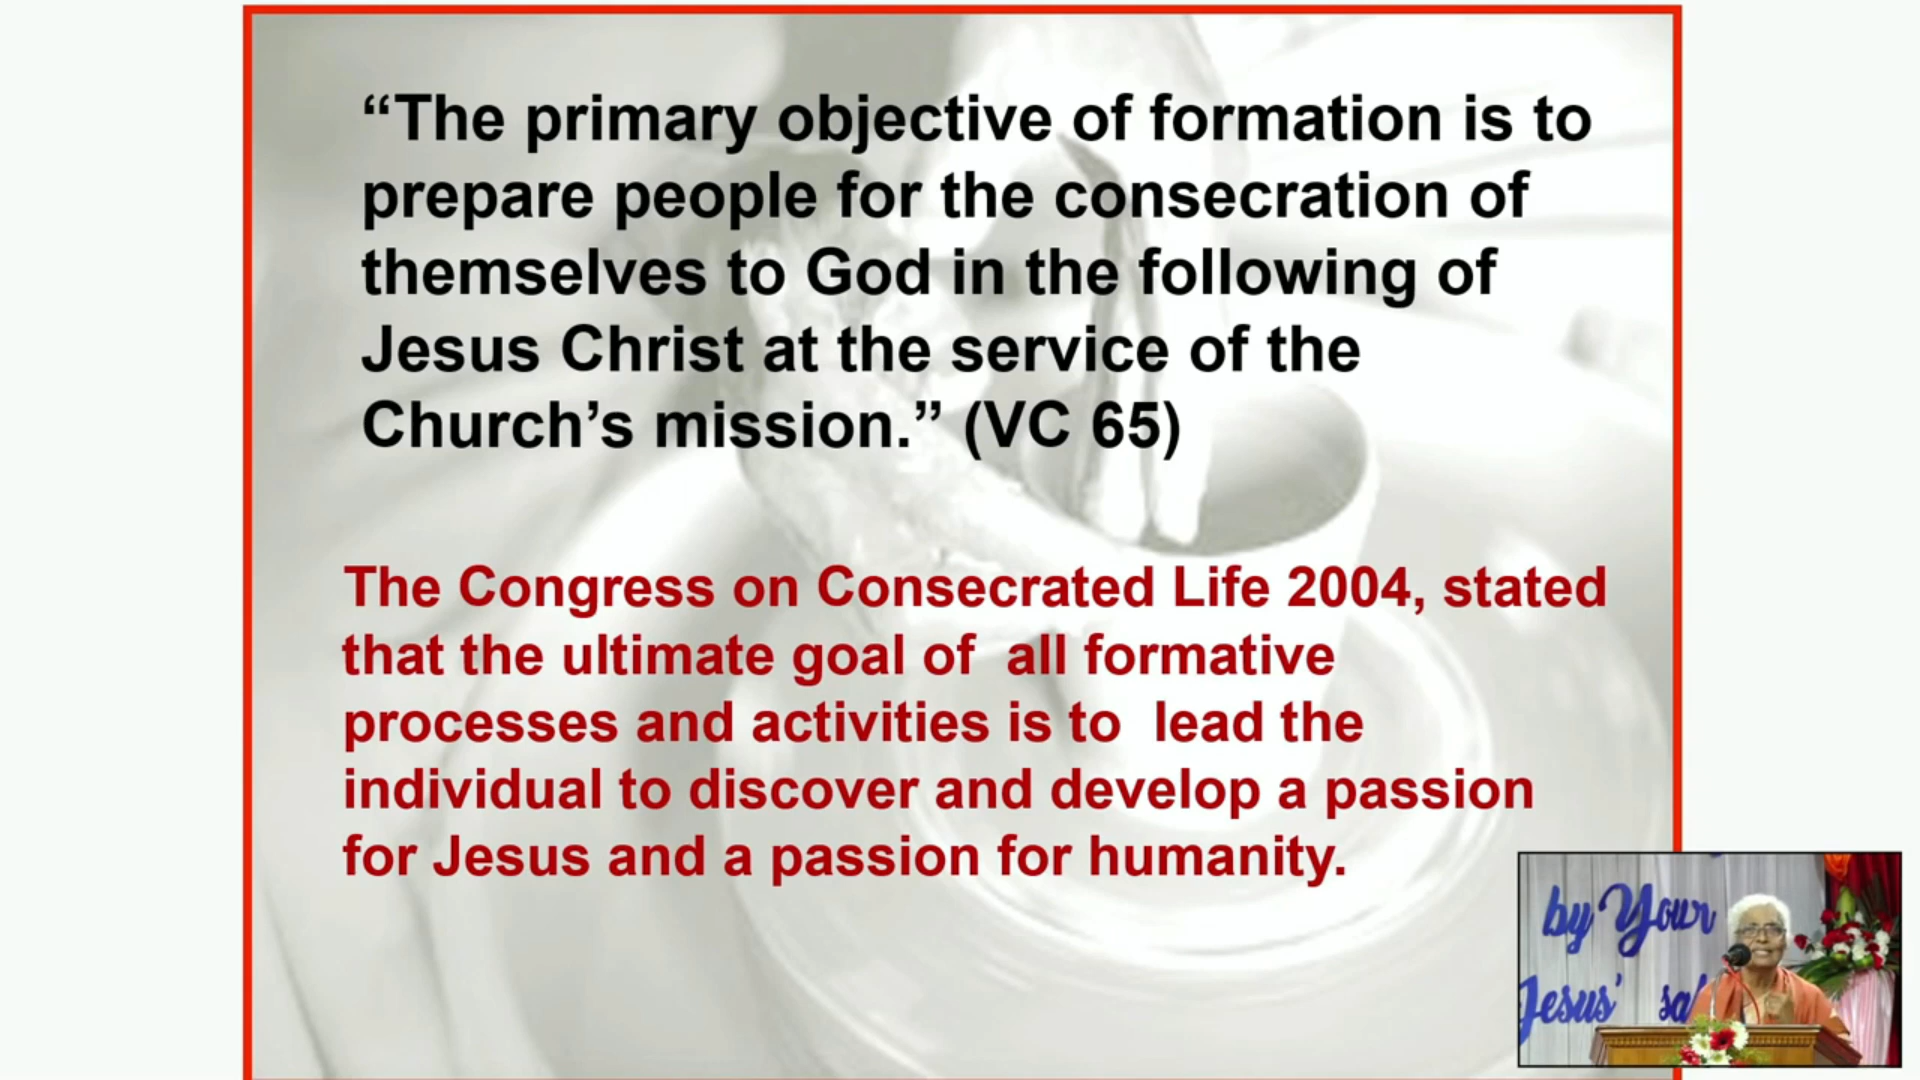 “The primary objective of formation is to
prepare people for the consecration of
themselves to God in the following of
Jesus Christ at the service of the
Church’s mission.” (VC 65)
The Congress on Consecrated Life 2004, stated
that the ultimate goal of  all formative
processes and activities is to  lead the
individual to discover and develop a passion
for Jesus and a passion for humanity.
by Your
Jesus'